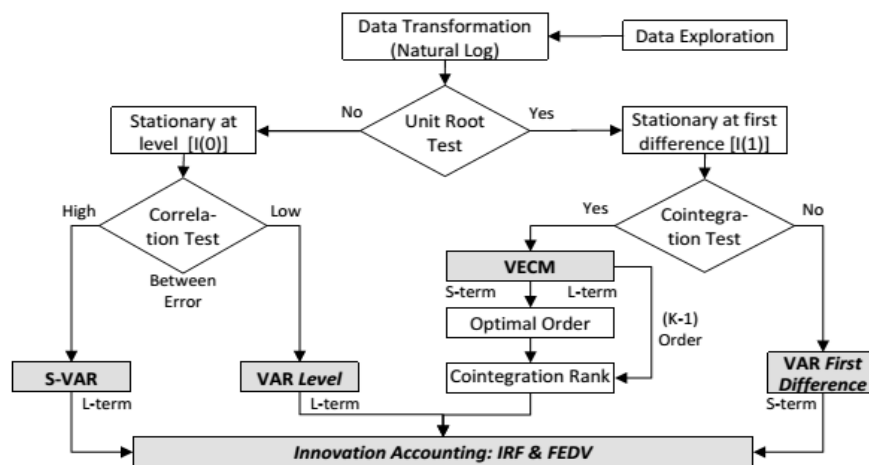 Data Transformation
(Natural Log)
Data Exploration
No
Unit Root
Test
Yes
Stationary at
level [I(0)]
Stationary at first
difference [I(1)]
High
Correla-
tion Test
Low
Between
Error
Yes
Cointegra-
tion Test
No
VECM
S-term
L-term
Optimal Order
(K-1)
Order
Cointegration Rank
S-VAR
VAR Level
VAR First
Difference
L-term
L-term
S-term
Innovation Accounting: IRF & FEDV